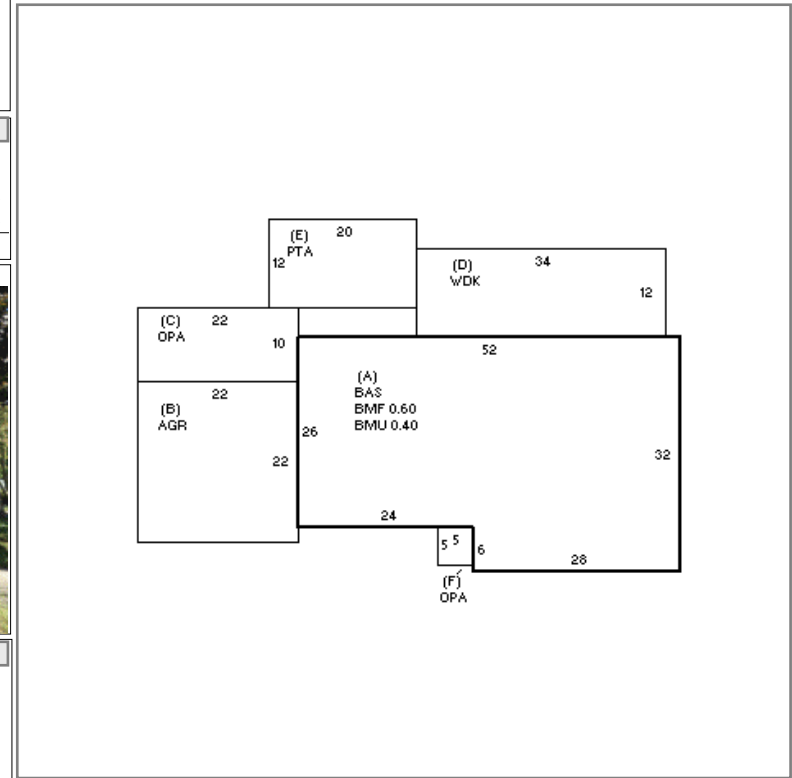 (E)
PTA
20
12
(D)
WDK
34
12
(C)
OPA
22
10
52
(A)
BAS
BMF 0.60
BMU 0.40
22
(B)
AGR
26
22
32
24
5 5
6
28
(F)
OPA